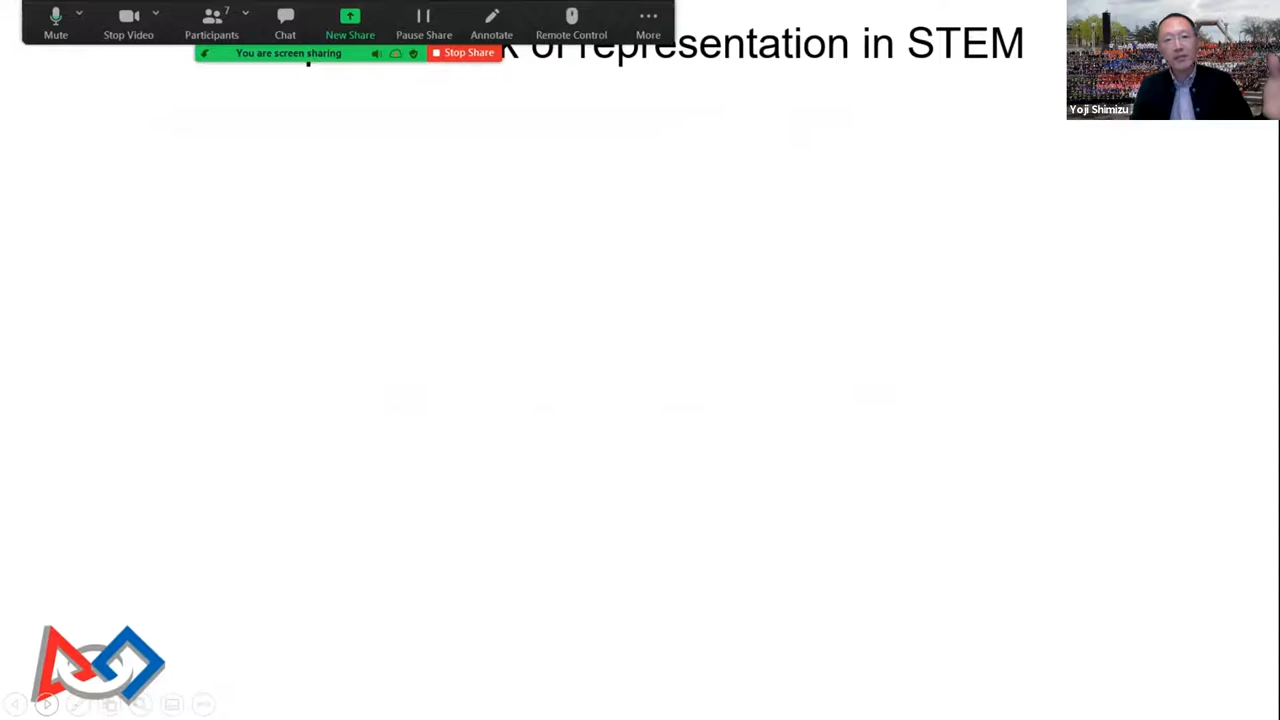 7
Mute Stop Video Participants Chat New Share Pause Share Annotate Remote Control More
You are screen sharing Stop Share
of representation in STEM
Yoji Shimizu